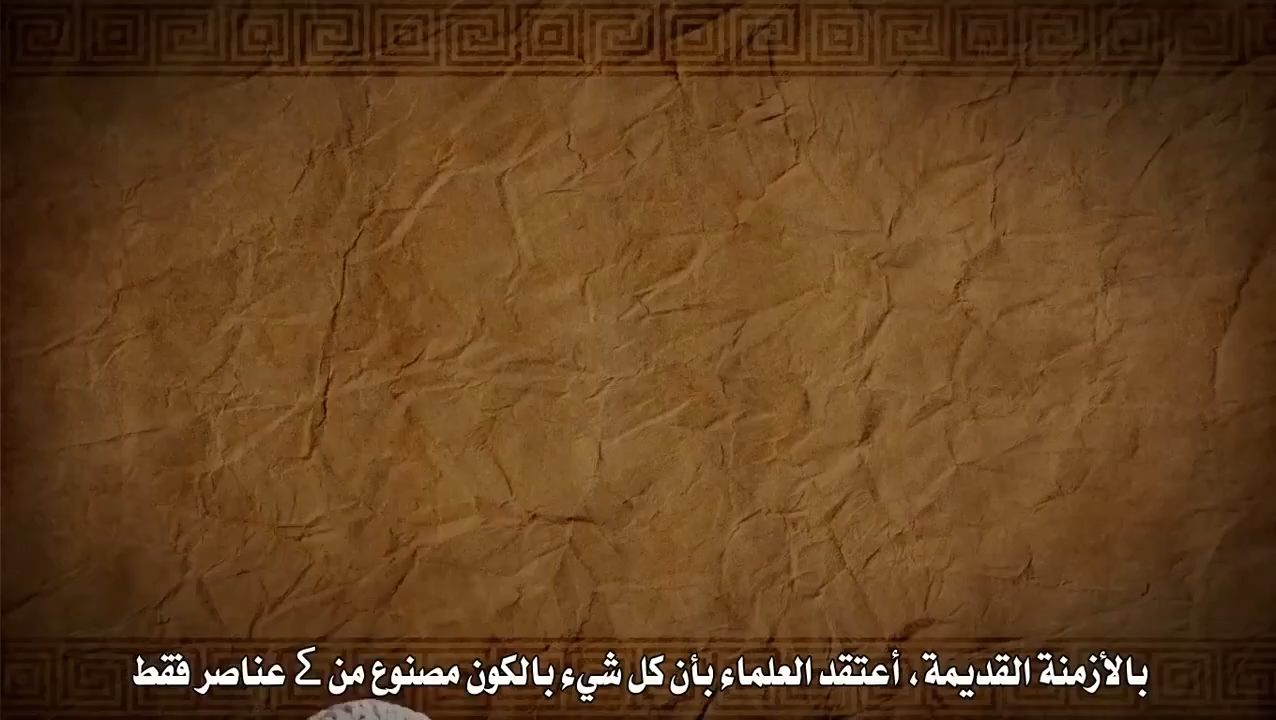 بالأزمنة القديمة ، أعتقد العلماء بأن كل شيء بالكون مصنوع من ٤ عناصر فقط